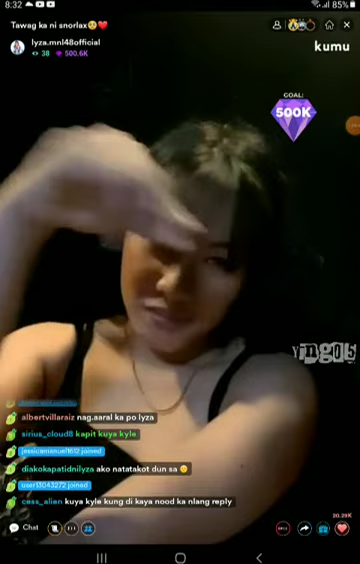 8:32
85%
Tawag ka ni snorlax🥺❤️
lyza.mnl48official
38 500.6K
kumu
GOAL:
500K
yng05
albertvillaraiz nag.aaral ka po lyza
sirius_cloud8 kapit kuya kyle
jessicamanuel1612 joined
diakokapatidnilyza ako natatakot dun sa 🥺
user13043272 joined
cess_alien kuya kyle kung di kaya nood ka nlang reply
20.29K
Chat